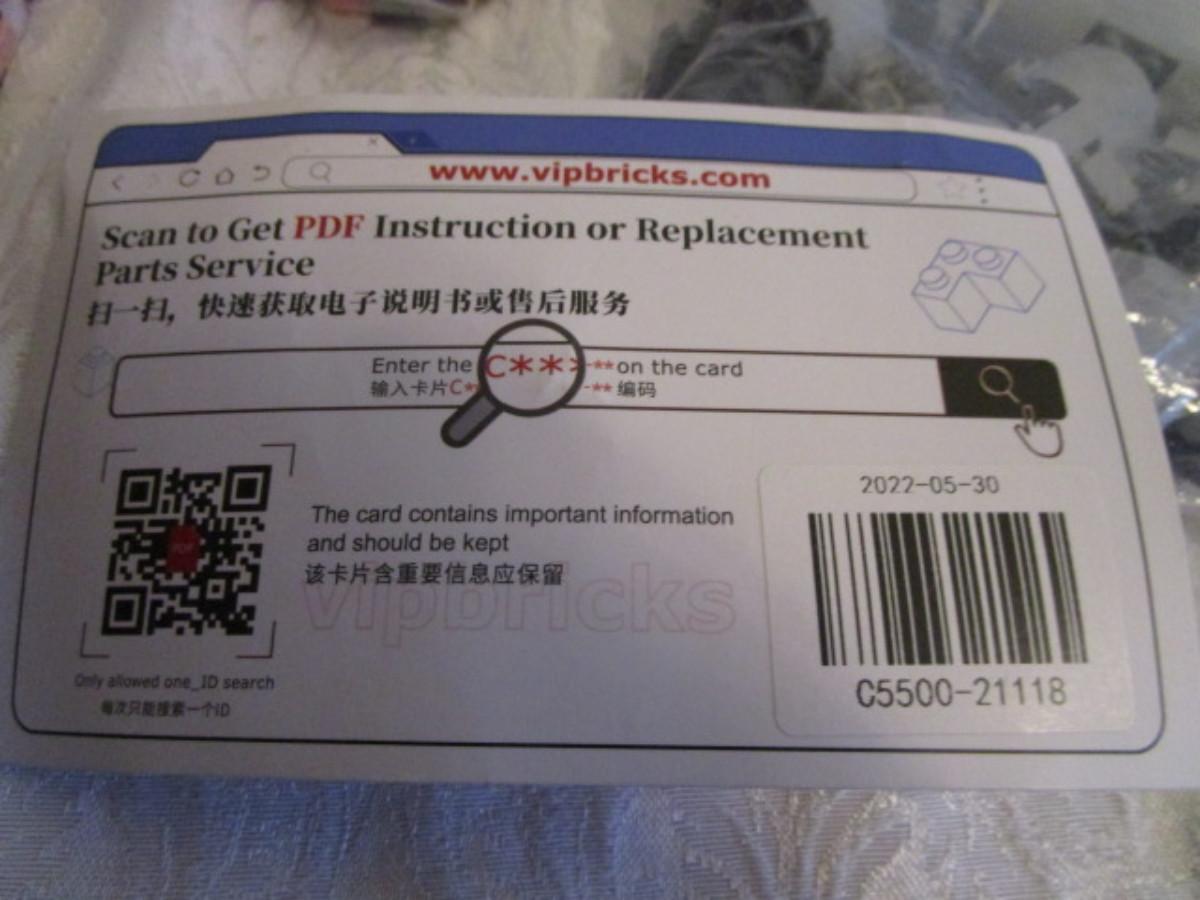 www.vipbricks.com
Scan to Get PDF Instruction or Replacement
Parts Service
扫一扫，快速获取电子说明书或售后服务
Enter the C***-** on the card
输入卡片C* -** 编码
The card contains important information
and should be kept
该卡片含重要信息应保留
vipbricks
PDF
Only allowed one_ID search
每次只能搜索一个ID
2022-05-30
C5500-21118